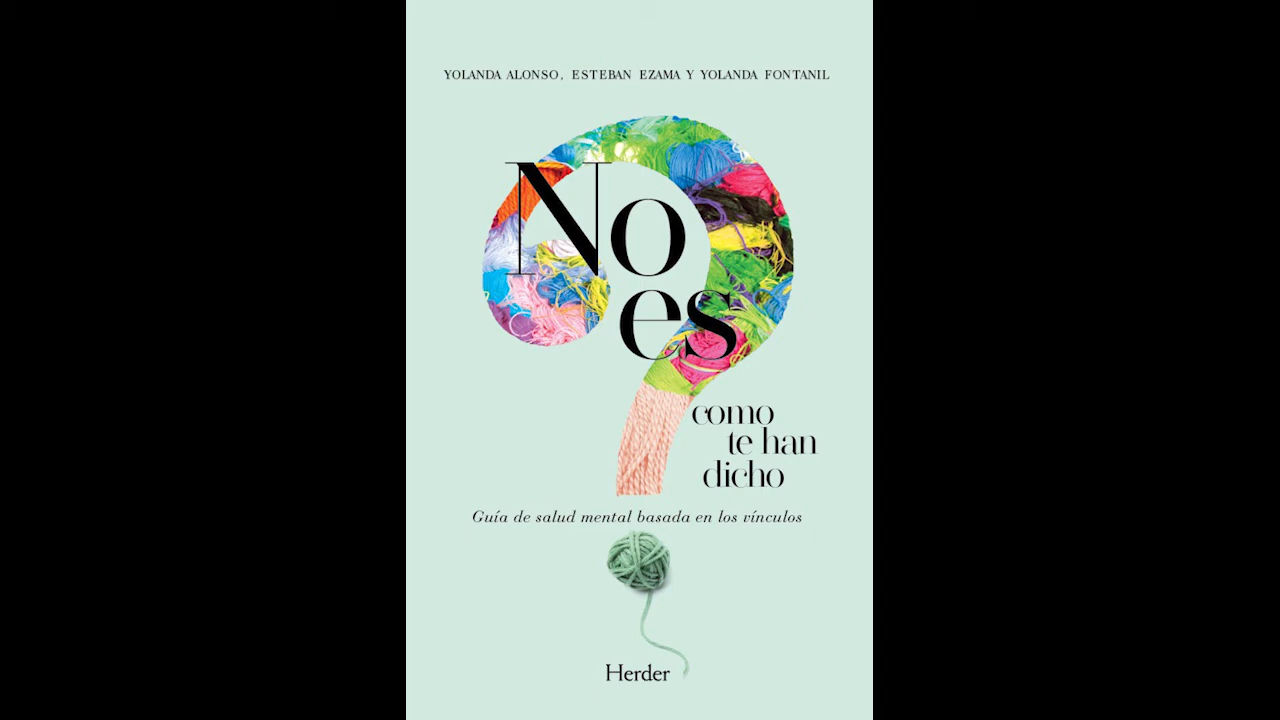 YOLANDA ALONSO, ESTEBAN EZAMA Y YOLANDA FONTANIL
No
es
como
te han
dicho
Guía de salud mental basada en los vínculos
Herder